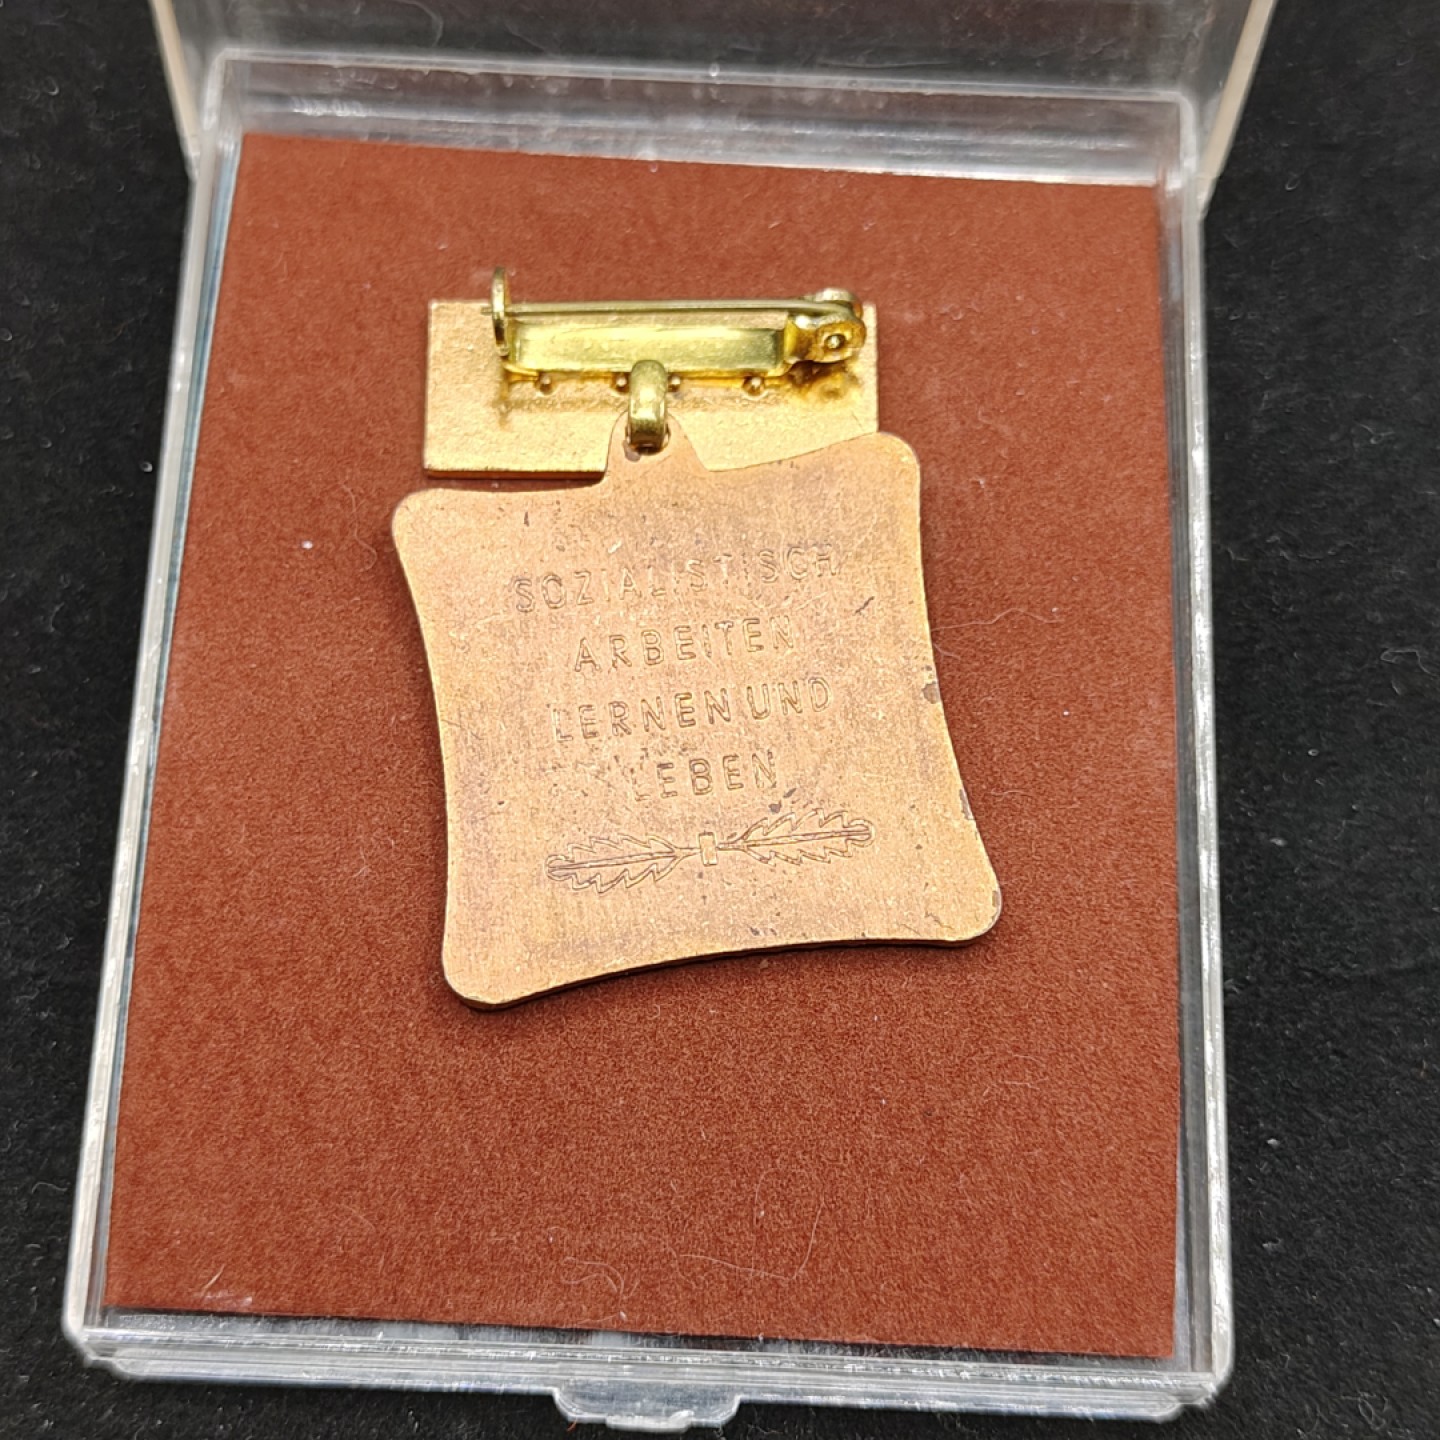 SOZIALISTISCH
ARBEITEN
LERNEN UND
LEBEN